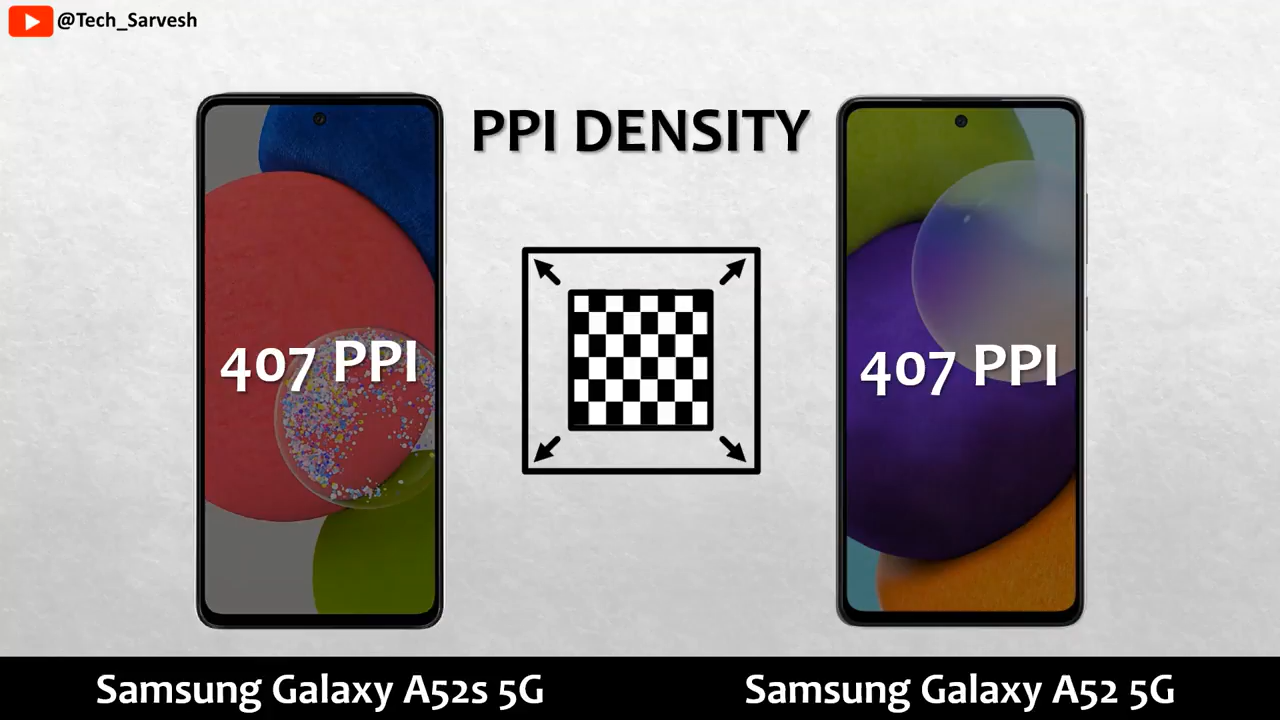 @Tech_Sarvesh
PPI DENSITY
407 PPI
407 PPI
Samsung Galaxy A52s 5G
Samsung Galaxy A52 5G